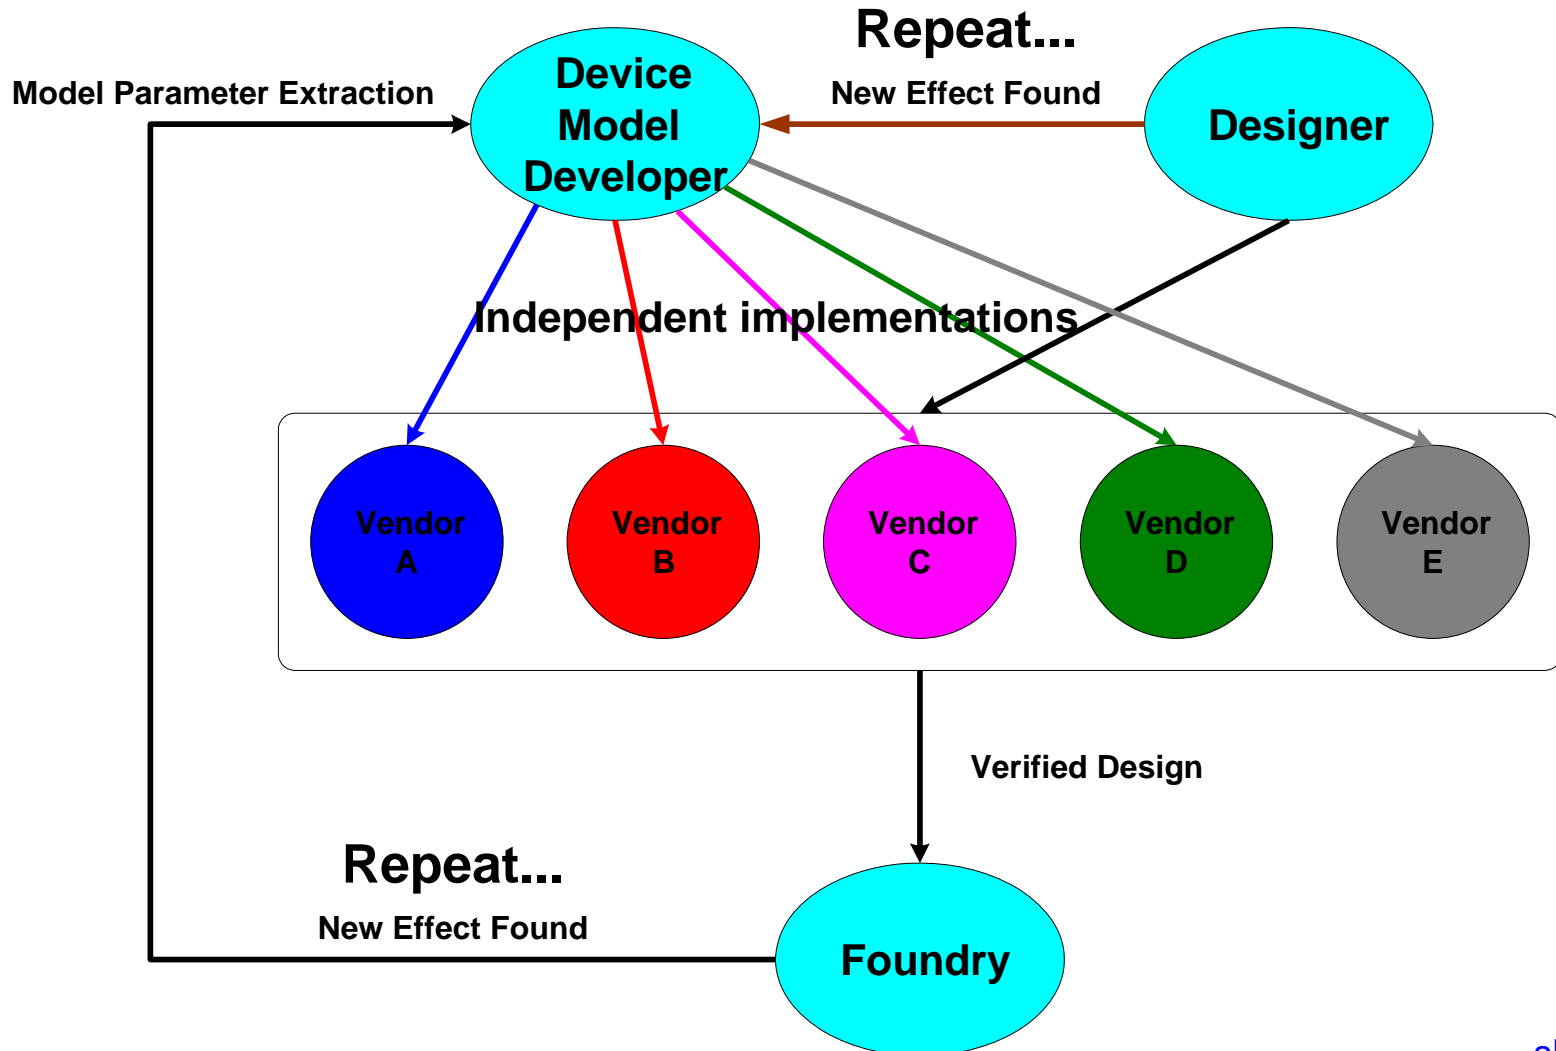 Repeat...
Model Parameter Extraction
Device
Model
Developer
New Effect Found
Designer
Independent implementations
Vendor
A
Vendor
B
Vendor
C
Vendor
D
Vendor
E
Verified Design
Repeat...
New Effect Found
Foundry